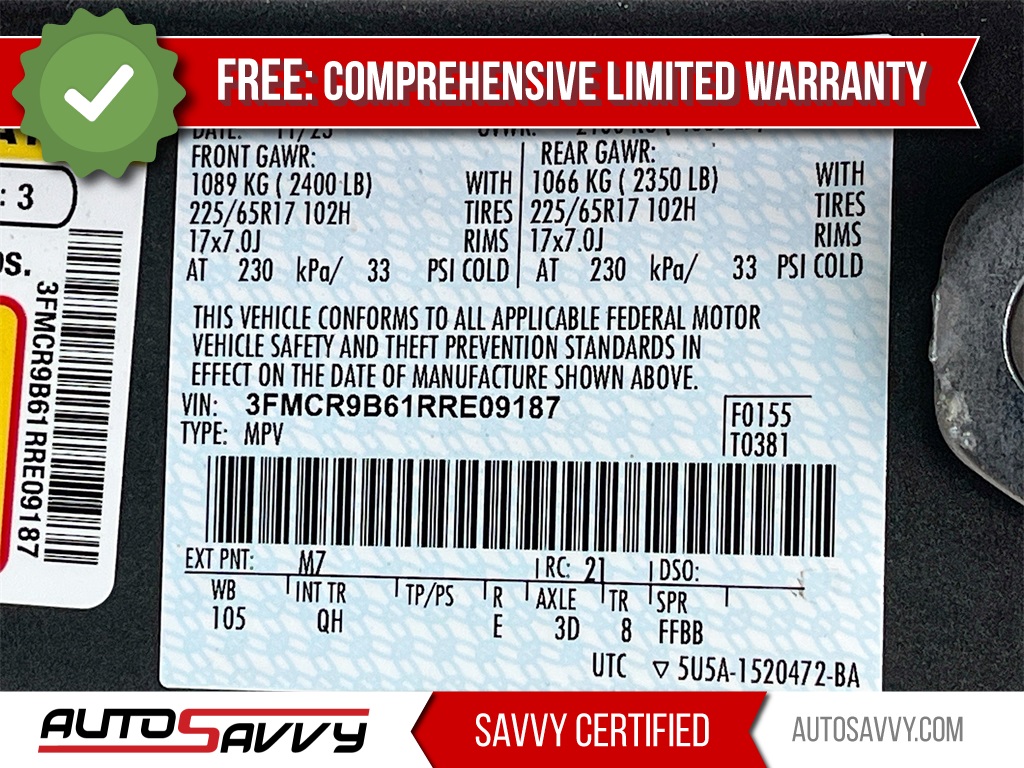 FREE: COMPREHENSIVE LIMITED WARRANTY
: 3
3FMCR9B61RRE09187
DATE: 11/23
FRONT GAWR: REAR GAWR:
1089 KG ( 2400 LB) WITH 1066 KG ( 2350 LB) WITH
225/65R17 102H TIRES 225/65R17 102H TIRES
17x7.0J RIMS 17x7.0J RIMS
AT 230 kPa/ 33 PSI COLD AT 230 kPa/ 33 PSI COLD
THIS VEHICLE CONFORMS TO ALL APPLICABLE FEDERAL MOTOR
VEHICLE SAFETY AND THEFT PREVENTION STANDARDS IN
EFFECT ON THE DATE OF MANUFACTURE SHOWN ABOVE.
VIN: 3FMCR9B61RRE09187 F0155
TYPE: MPV T0381
EXT PNT: M7 RC: 21 DSO:
WB INT TR TP/PS R AXLE TR SPR
105 QH E 3D 8 FFBB
UTC ▽ 5U5A-1520472-BA
AUTOSAVVY SAVVY CERTIFIED AUTOSAVVY.COM